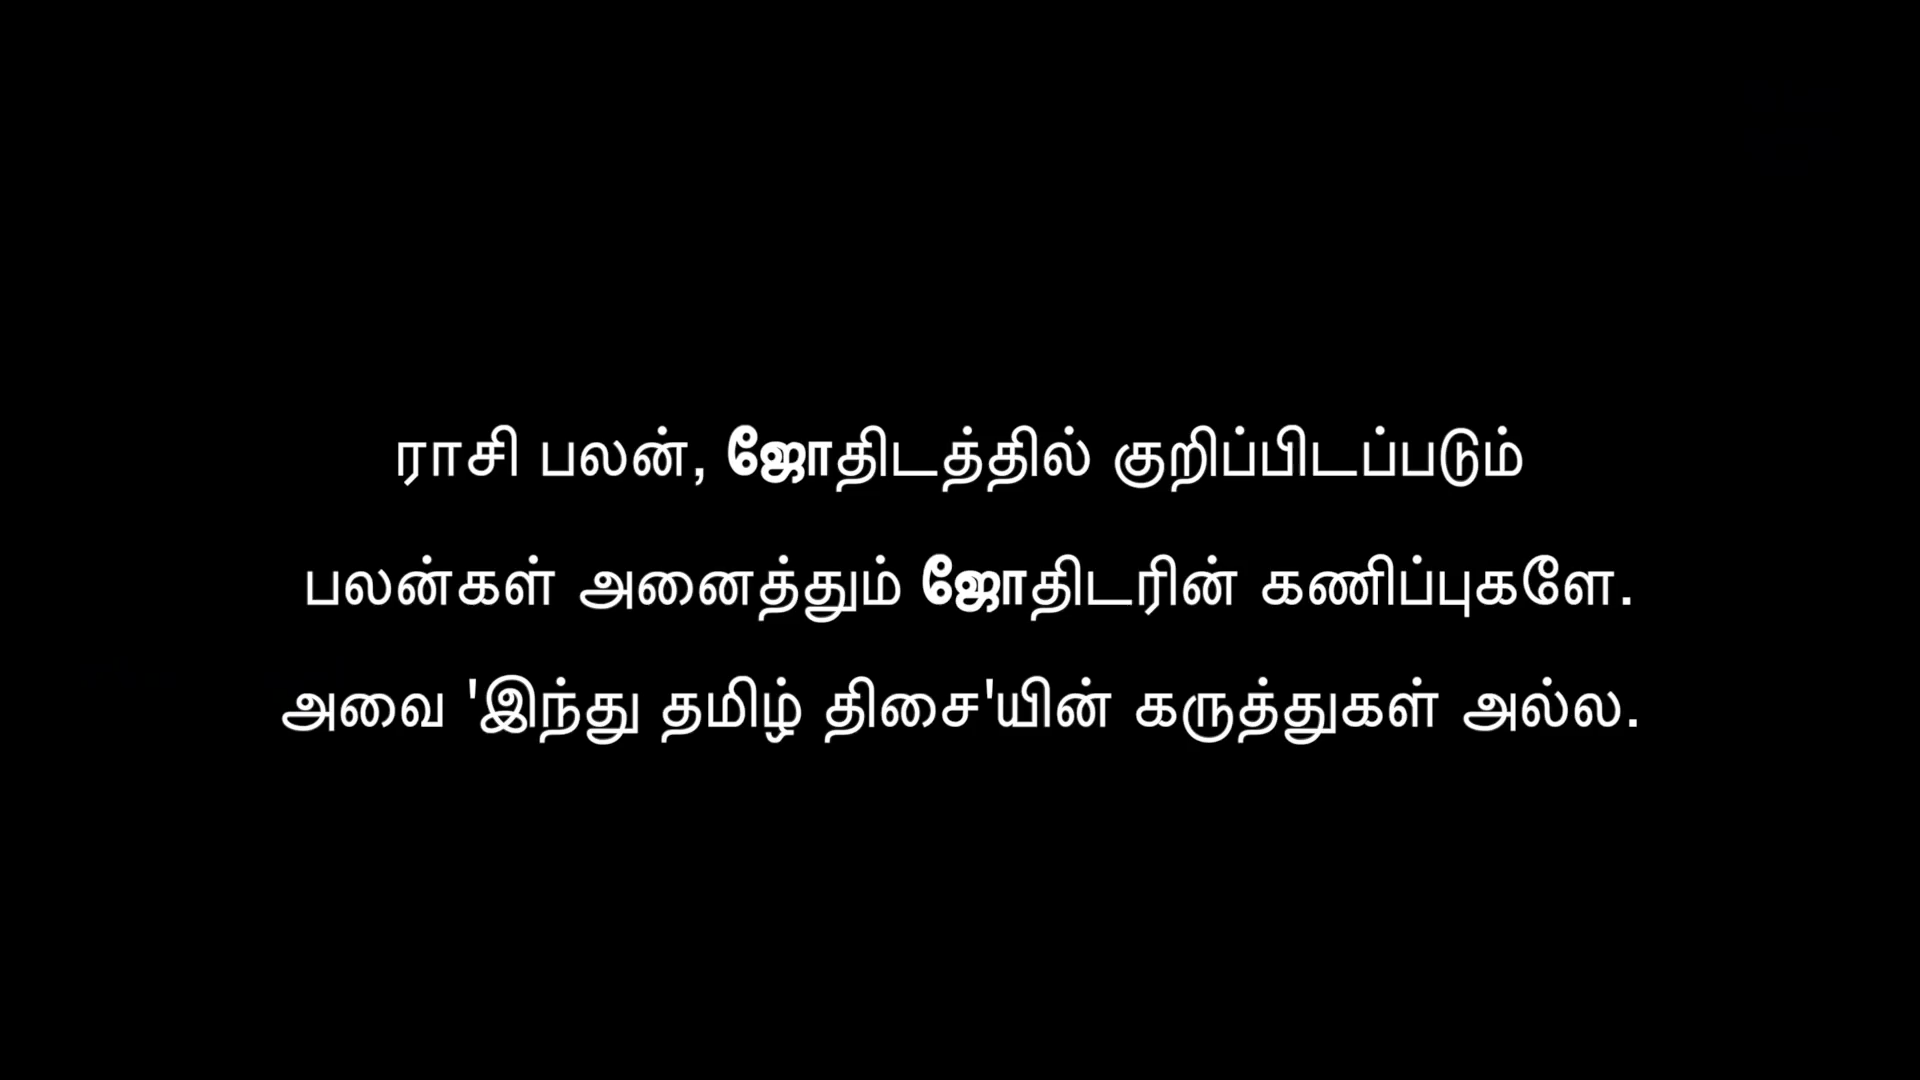 ராசி பலன், ஜோதிடத்தில் குறிப்பிடப்படும்
பலன்கள் அனைத்தும் ஜோதிடரின் கணிப்புகளே.
அவை 'இந்து தமிழ் திசை'யின் கருத்துகள் அல்ல.